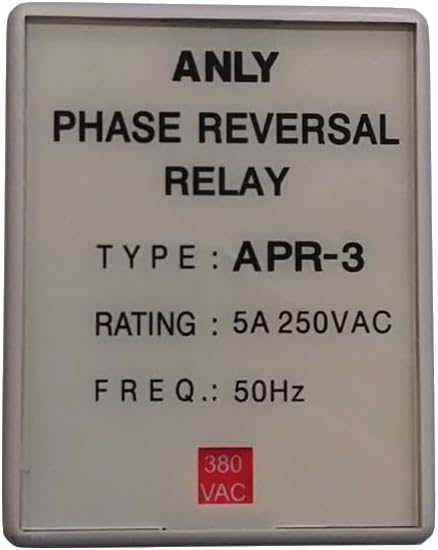 ANLY
PHASE REVERSAL
RELAY
TYPE : APR-3
RATING : 5A 250VAC
FREQ.: 50Hz
380
VAC